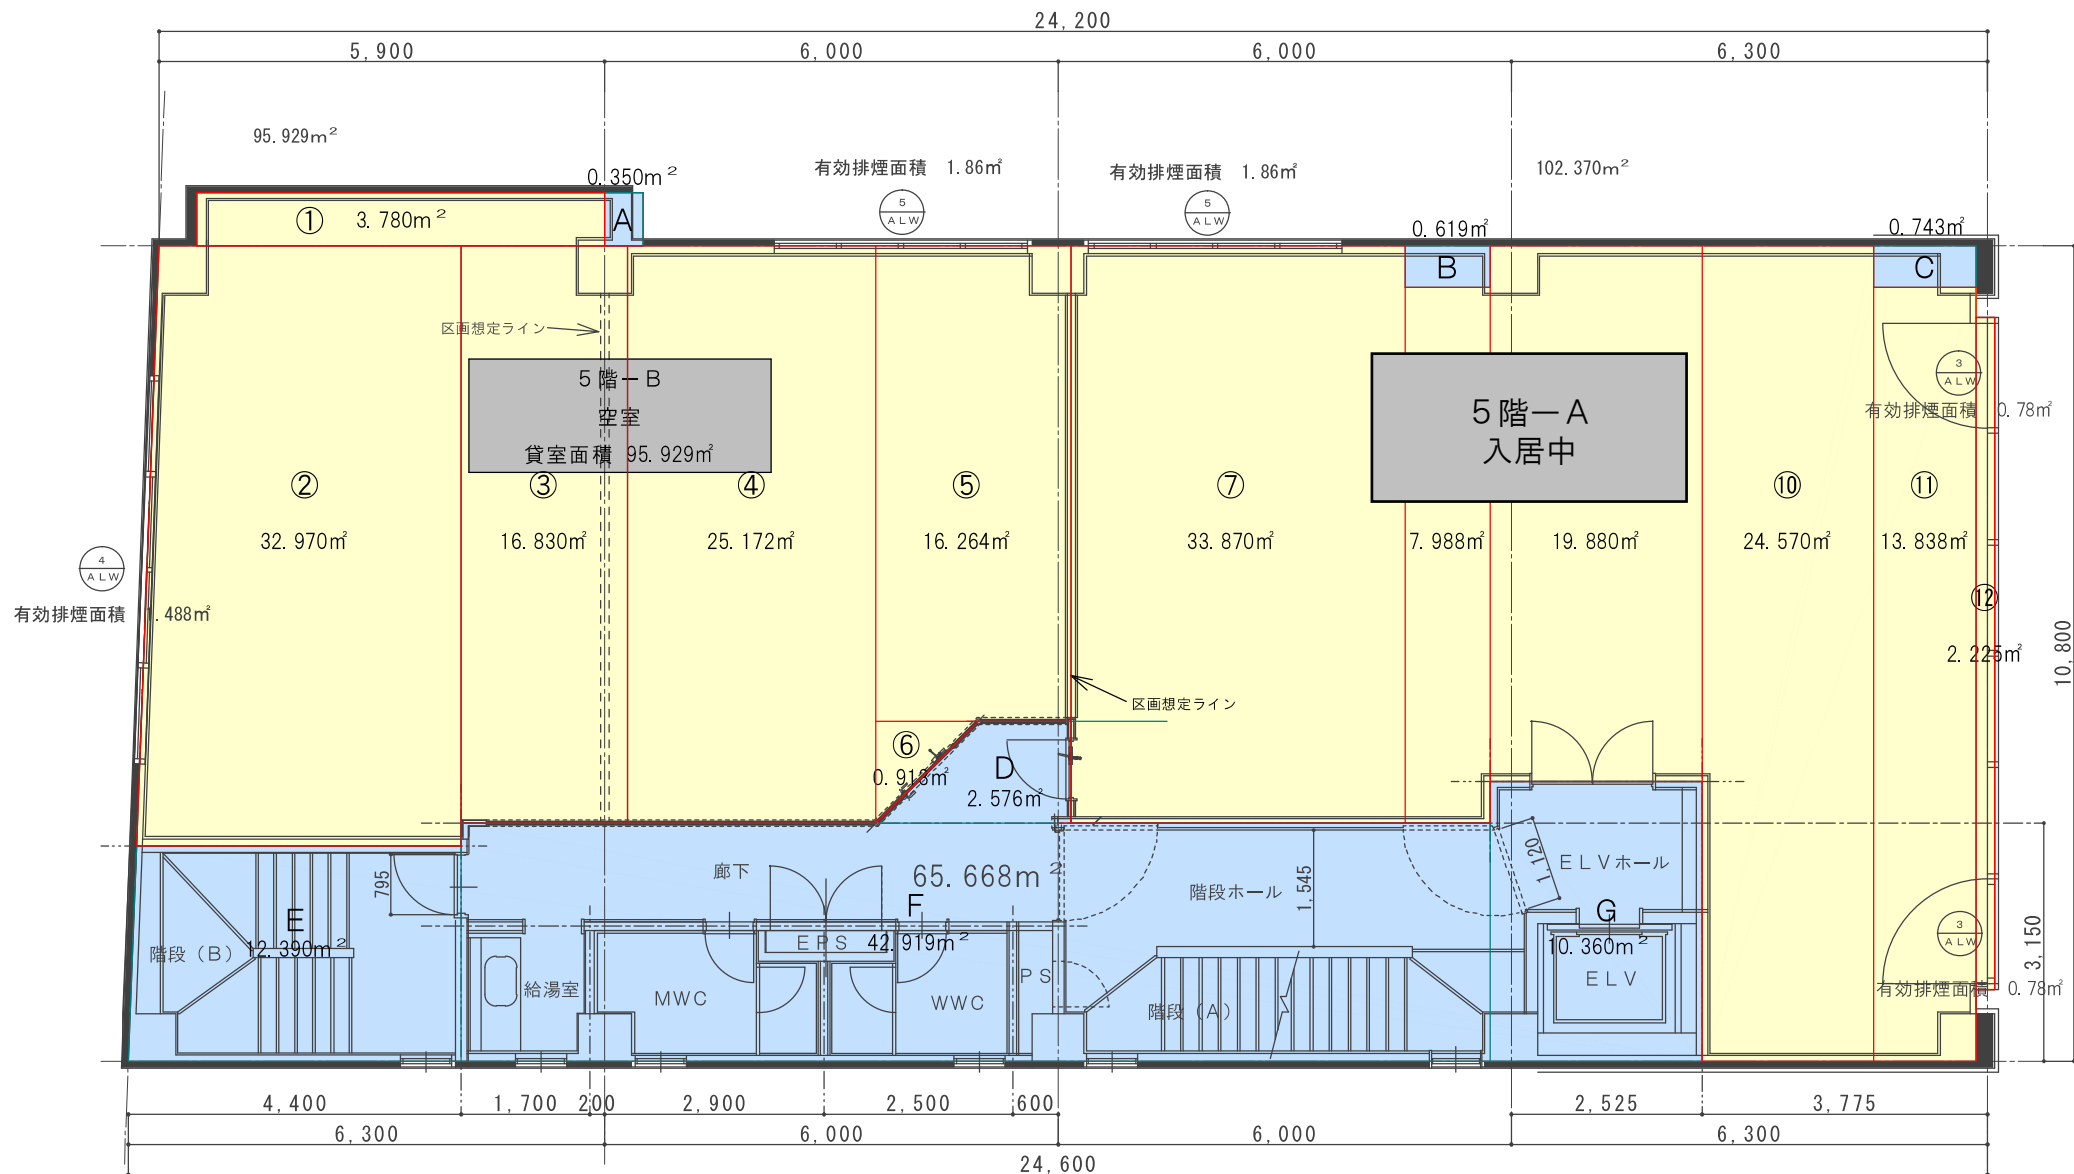 24,200
5,900
6,000
6,000
6,300
95.929m²
0.350m²
有効排煙面積 1.86㎡
有効排煙面積 1.86㎡
102.370m²
5
ALW
5
ALW
① 3.780m²
A
0.619㎡
0.743㎡
B
C
区画想定ライン
5階－B
空室
貸室面積 95.929㎡
5階－A
入居中
3
ALW
有効排煙面積 0.78㎡
②
③
④
⑤
⑦
⑩
⑪
32.970㎡
16.830㎡
25.172㎡
16.264㎡
33.870㎡
7.988㎡
19.880㎡
24.570㎡
13.838㎡
4
ALW
有効排煙面積 1.488㎡
⑫
2.225㎡
10,800
区画想定ライン
⑥
0.913㎡
D
2.576㎡
795
廊下
65.668m²
階段ホール
1,545
1,120
ELVホール
E
12.390m²
階段（B）
F
42.919m²
EPS
G
10.360m²
3
ALW
3,150
給湯室
MWC
WWC
PS
階段（A）
ELV
有効排煙面積 0.78㎡
4,400
1,700
200
2,900
2,500
600
2,525
3,775
6,300
6,000
6,000
6,300
24,600